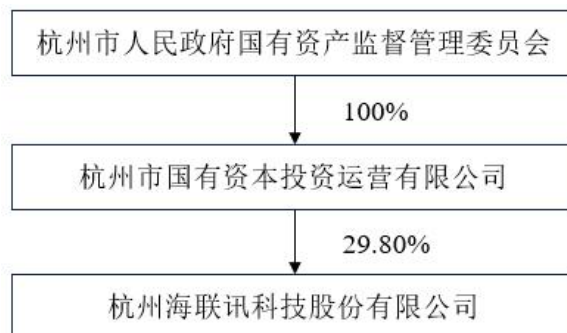 杭州市人民政府国有资产监督管理委员会
100%
杭州市国有资本投资运营有限公司
29.80%
杭州海联讯科技股份有限公司